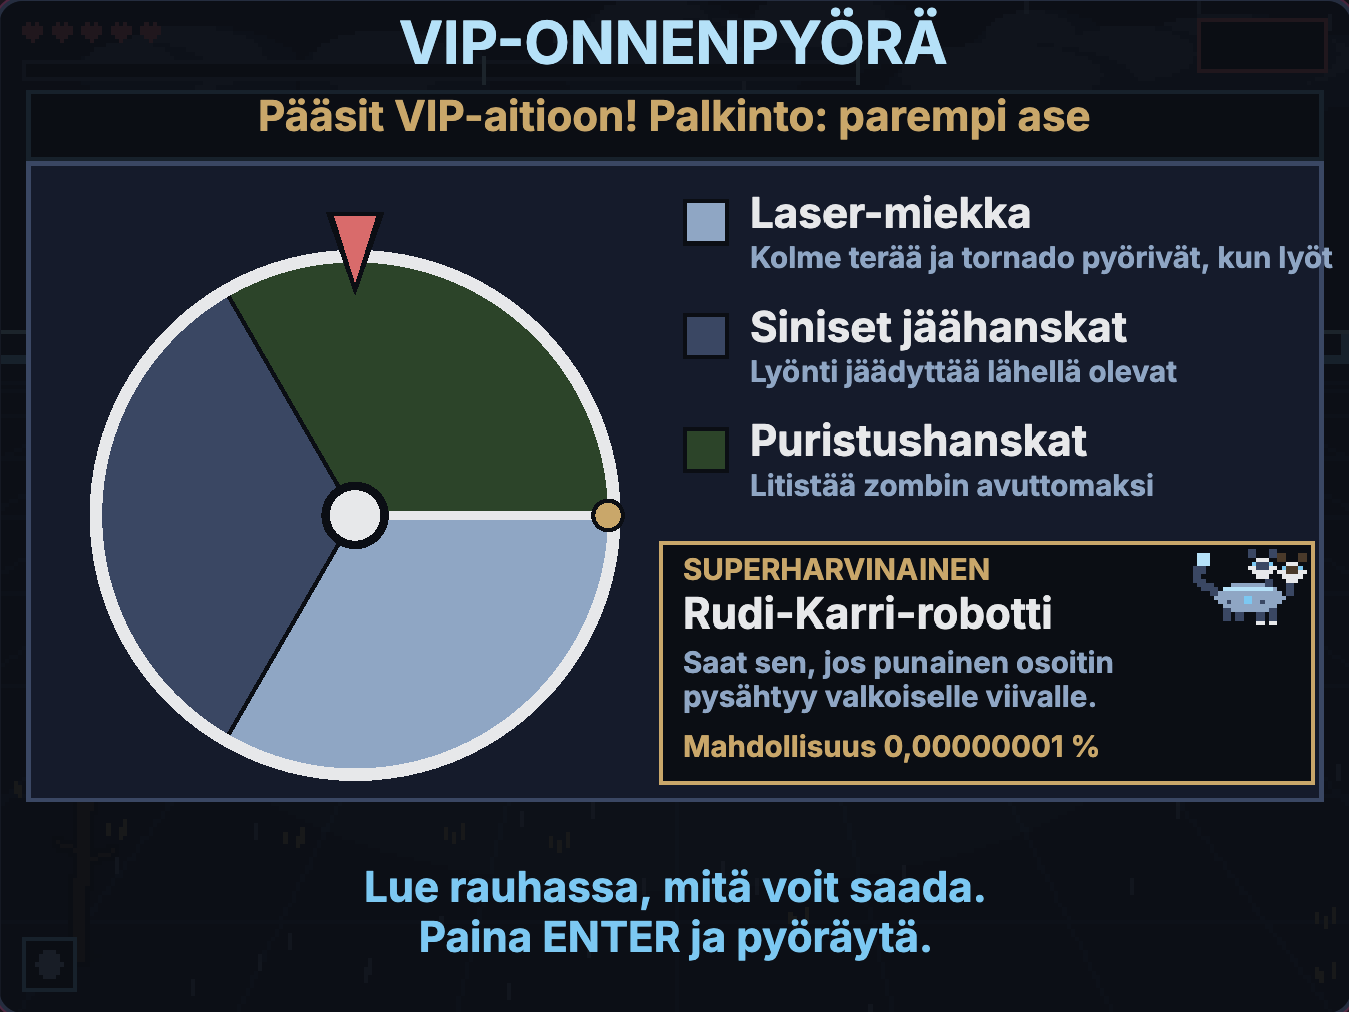 VIP-ONNENPYÖRÄ
Pääsit VIP-aitioon! Palkinto: parempi ase
Laser-miekka
Kolme terää ja tornado pyörivät, kun lyöt
Siniset jäähanskat
Lyönti jäädyttää lähellä olevat
Puristushanskat
Litistää zombin avuttomaksi
SUPERHARVINAINEN
Rudi-Karri-robotti
Saat sen, jos punainen osoitin
pysähtyy valkoiselle viivalle.
Mahdollisuus 0,00000001 %
Lue rauhassa, mitä voit saada.
Paina ENTER ja pyöräytä.